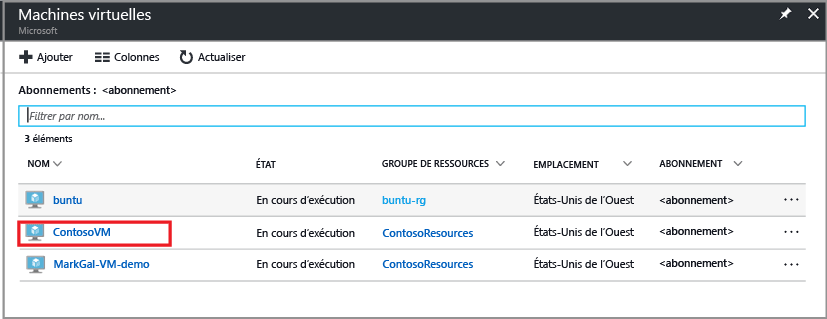 Machines virtuelles
Microsoft
Ajouter Colonnes Actualiser
Abonnements : <abonnement>
Filtrer par nom...
3 éléments
NOM ÉTAT GROUPE DE RESSOURCES EMPLACEMENT ABONNEMENT
buntu En cours d'exécution buntu-rg États-Unis de l'Ouest <abonnement> ...
ContosoVM En cours d'exécution ContosoResources États-Unis de l'Ouest <abonnement> ...
MarkGal-VM-demo En cours d'exécution ContosoResources États-Unis de l'Ouest <abonnement> ...